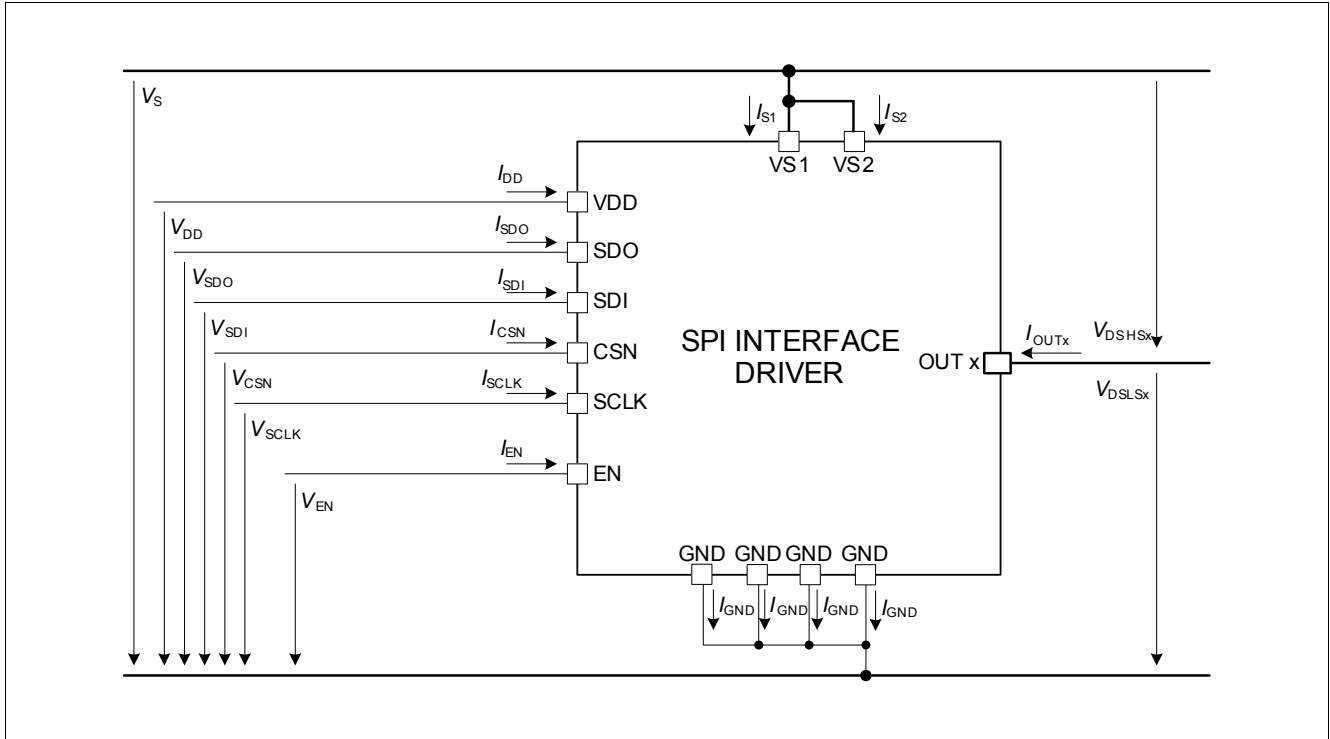 VS
IS1
IS2
VS1
VS2
IDD
VDD
VDD
ISDO
SDO
VSDO
ISDI
SDI
VSDI
ICSN
CSN
VCSN
ISCLK
SCLK
VSCLK
IEN
EN
VEN
SPI INTERFACE
DRIVER
OUT x
IOUTx
VDSHSx
VDSLSx
GND GND GND GND
IGND IGND IGND IGND